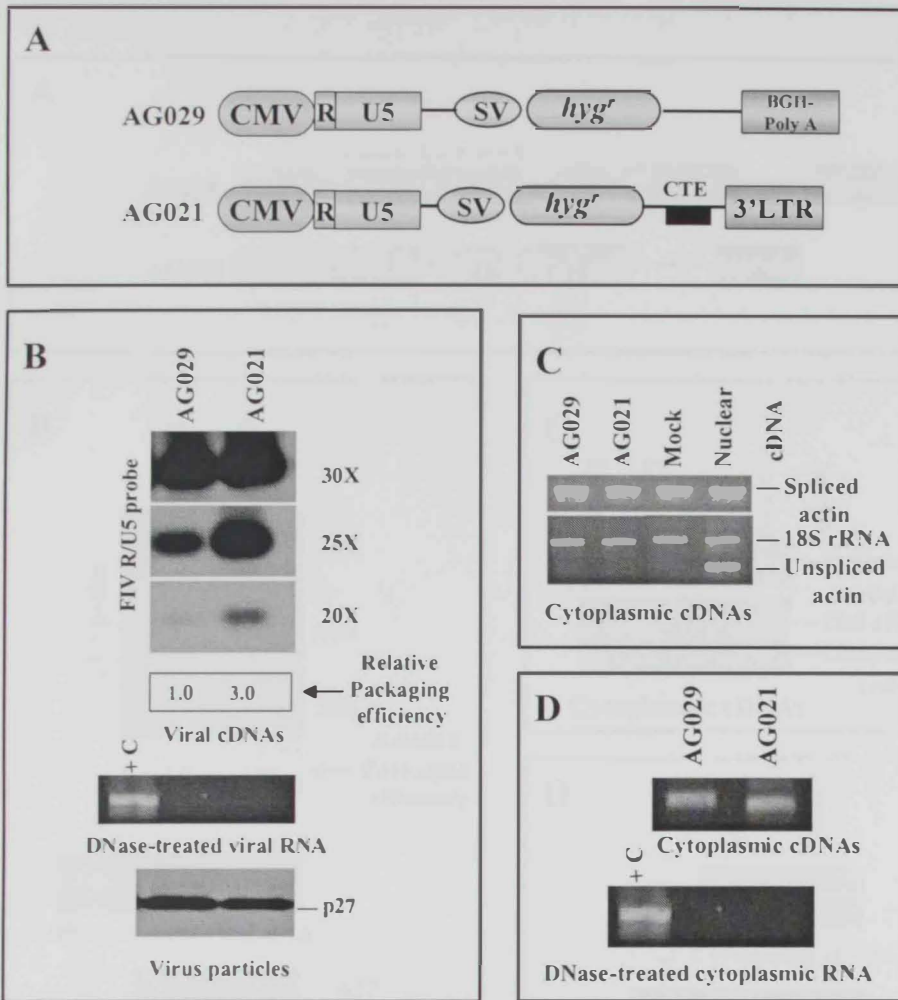 A
AG029 CMV R U5 SV hygʳ BGH-
Poly A
CTE
AG021 CMV R U5 SV hygʳ 3'LTR
B
AG029
AG021
FIV R/U5 probe
30X
25X
20X
1.0 3.0
Relative
Packaging
efficiency
Viral cDNAs
+ C
DNase-treated viral RNA
p27
Virus particles
C
AG029
AG021
Mock
Nuclear
cDNA
Spliced
actin
18S rRNA
Unspliced
actin
Cytoplasmic cDNAs
D
AG029
AG021
Cytoplasmic cDNAs
+ C
DNase-treated cytoplasmic RNA